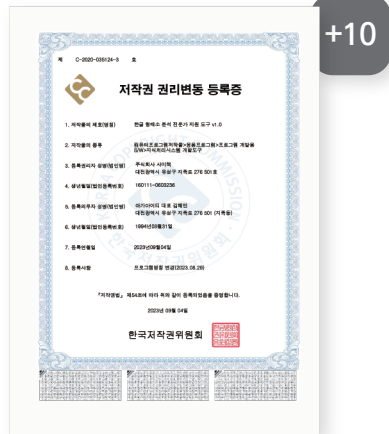 +10
제 C-2020-035124-3 호
저작권 권리변동 등록증
1. 저작물의 제호(명칭) 한글 형태소 분석 전문가 지원 도구 v1.0
2. 저작물의 종류 컴퓨터프로그램저작물>응용프로그램>프로그램 개발용
S/W>지식처리시스템 개발도구
3. 등록권리자 성명(법인명) 주식회사 사이픽
대전광역시 유성구 지족로 276 501호
4. 생년월일(법인등록번호) 160111-0603236
5. 등록의무자 성명(법인명) 아가아이티 대표 김혜민
대전광역시 유성구 지족로 276 501 (지족동)
6. 생년월일(법인등록번호) 1994년08월31일
7. 등록연월일 2023년09월04일
8. 등록사항 프로그램명칭 변경(2023.08.28)
『저작권법』 제54조에 따라 위와 같이 등록되었음을 증명합니다.
2023년 09월 04일
한국저작권위원회